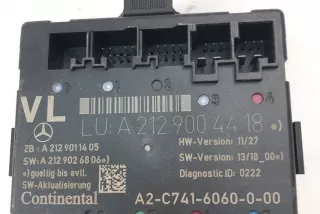 VL
LU: A 212 900 44 18 •)
ZB : A 212 901 14 05
HW-Version: 11/27
SW: A 212 902 68 06 •)
SW-Version: 13/18_00•)
•) gueltig bis evtl.
Diagnostic ID: 0222
SW-Aktualisierung
Continental
A2-C741-6060-0-00